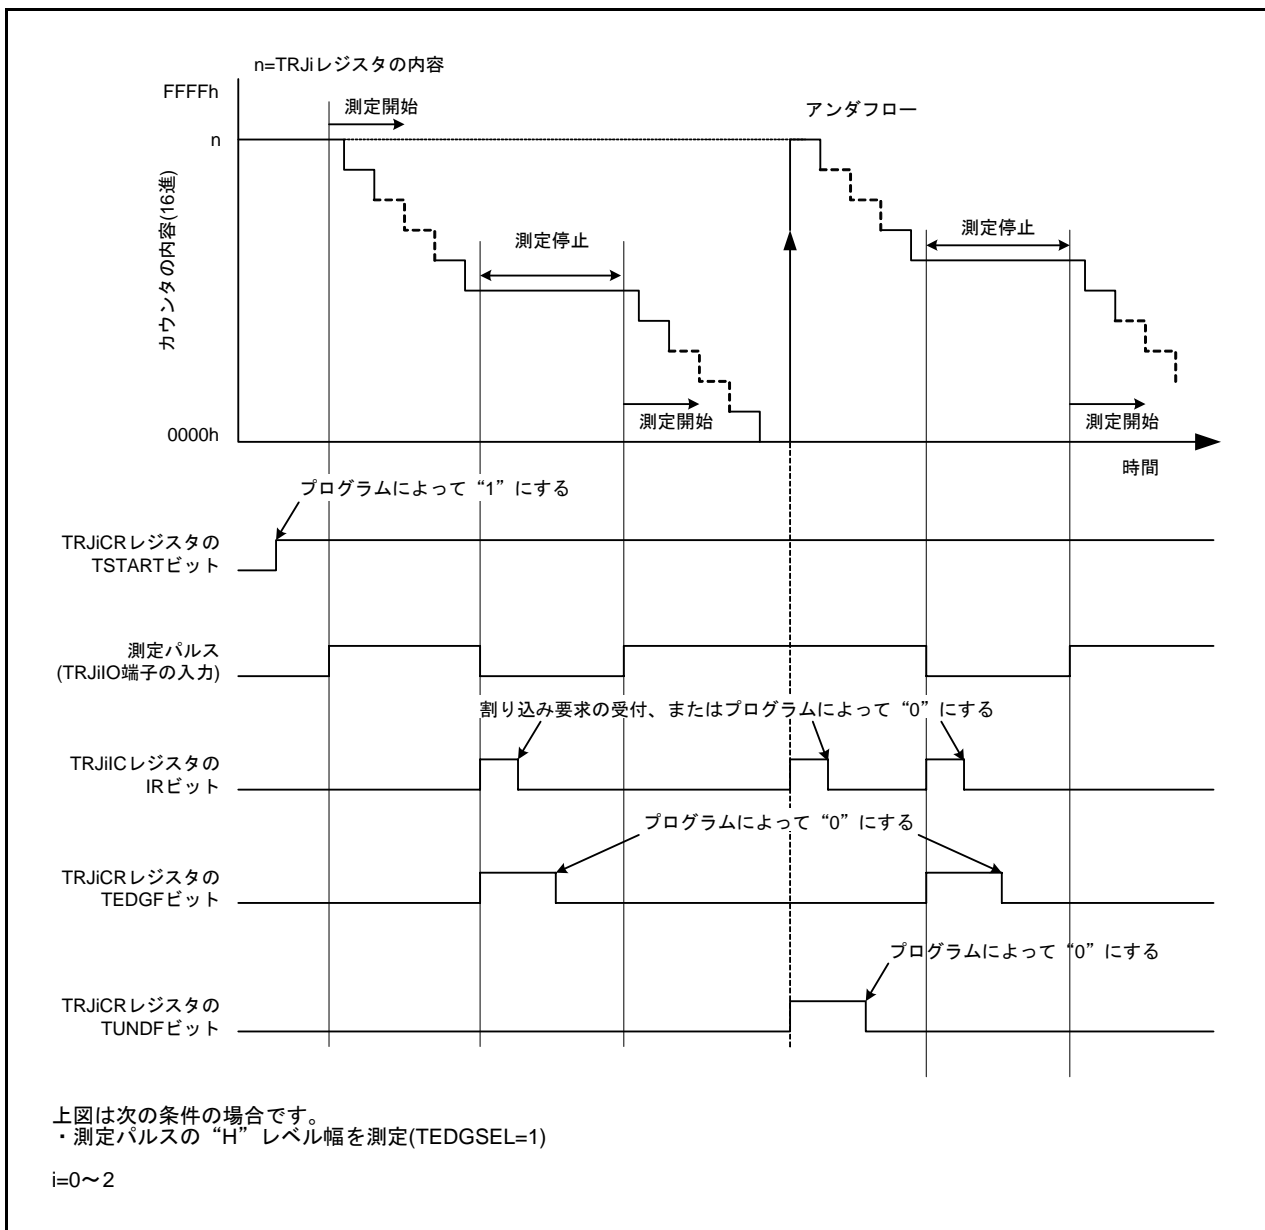 n=TRJiレジスタの内容
FFFFh
測定開始
アンダフロー
n
カウンタの内容(16進)
測定停止
測定停止
測定開始
測定開始
0000h
時間
プログラムによって“1”にする
TRJiCRレジスタの
TSTARTビット
測定パルス
(TRJiIO端子の入力)
割り込み要求の受付、またはプログラムによって“0”にする
TRJiICレジスタの
IRビット
プログラムによって“0”にする
TRJiCRレジスタの
TEDGFビット
プログラムによって“0”にする
TRJiCRレジスタの
TUNDFビット
上図は次の条件の場合です。
・測定パルスの“H”レベル幅を測定(TEDGSEL=1)
i=0～2